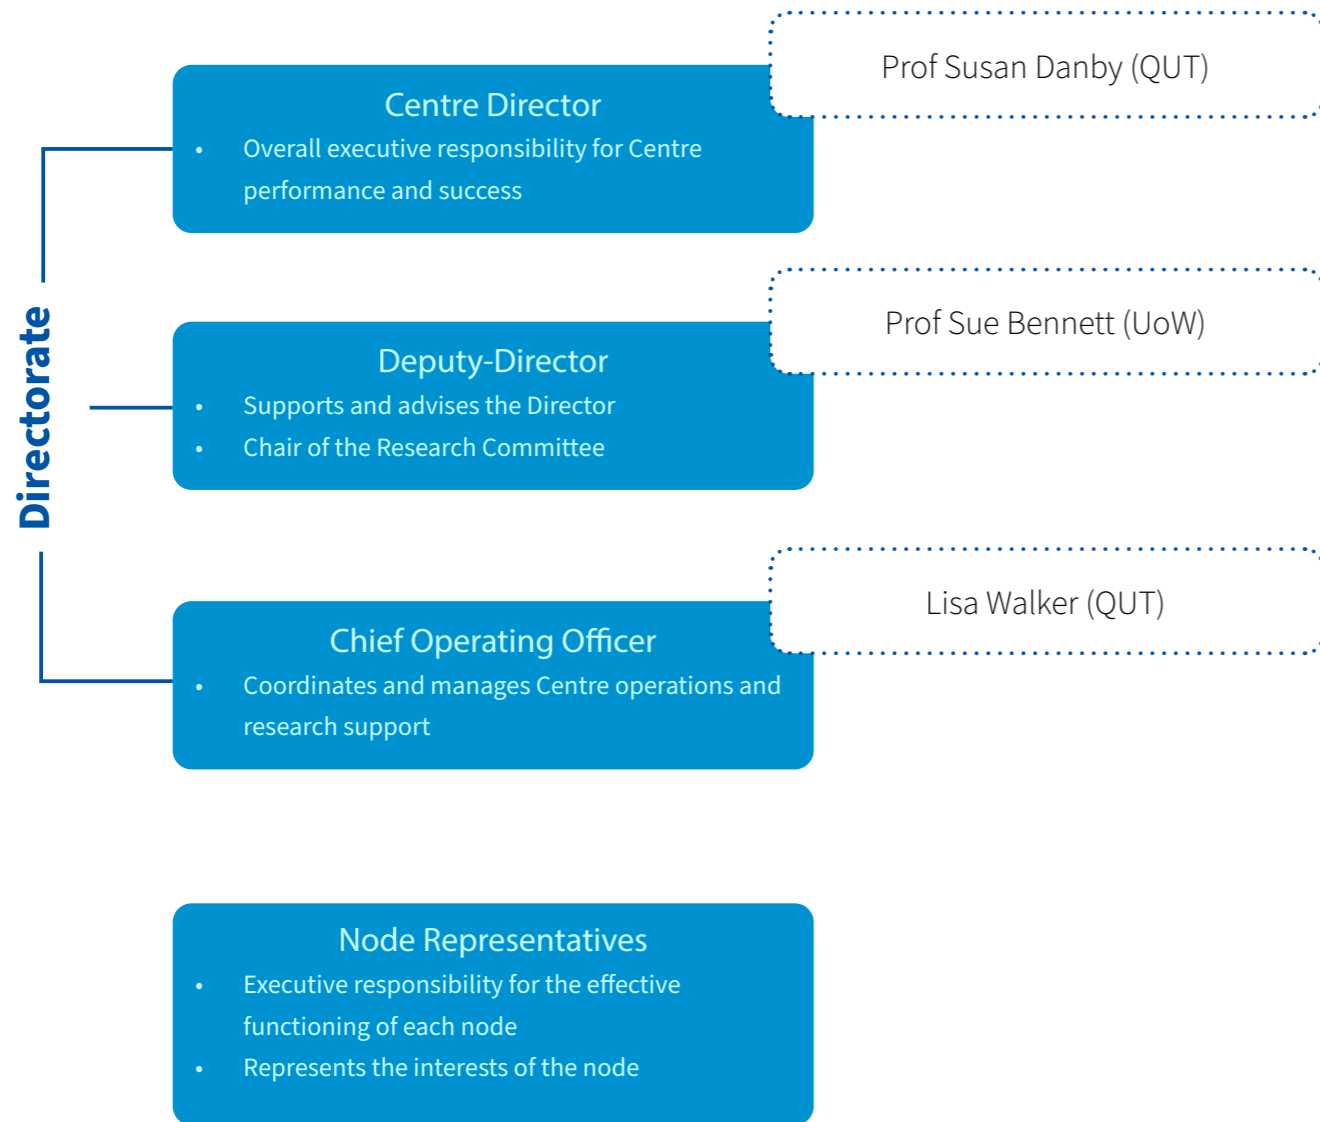 Prof Susan Danby (QUT)
Centre Director
• Overall executive responsibility for Centre
performance and success
Directorate
Prof Sue Bennett (UoW)
Deputy-Director
• Supports and advises the Director
• Chair of the Research Committee
Lisa Walker (QUT)
Chief Operating Officer
• Coordinates and manages Centre operations and
research support
Node Representatives
• Executive responsibility for the effective
functioning of each node
• Represents the interests of the node